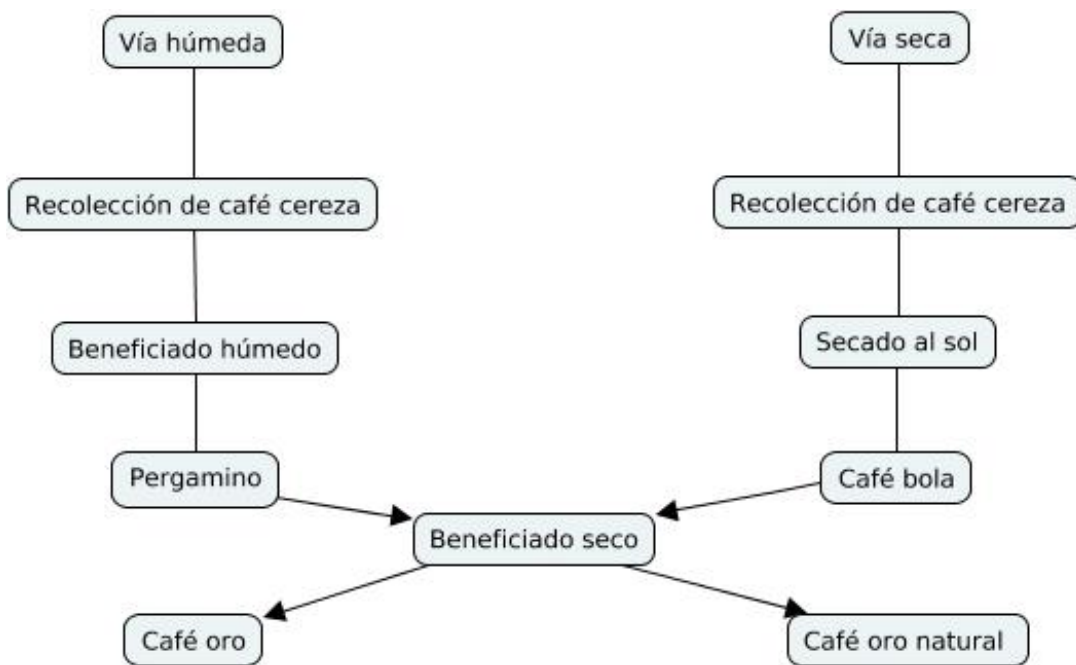 Vía húmeda
Vía seca
Recolección de café cereza
Recolección de café cereza
Beneficiado húmedo
Secado al sol
Pergamino
Café bola
Beneficiado seco
Café oro
Café oro natural